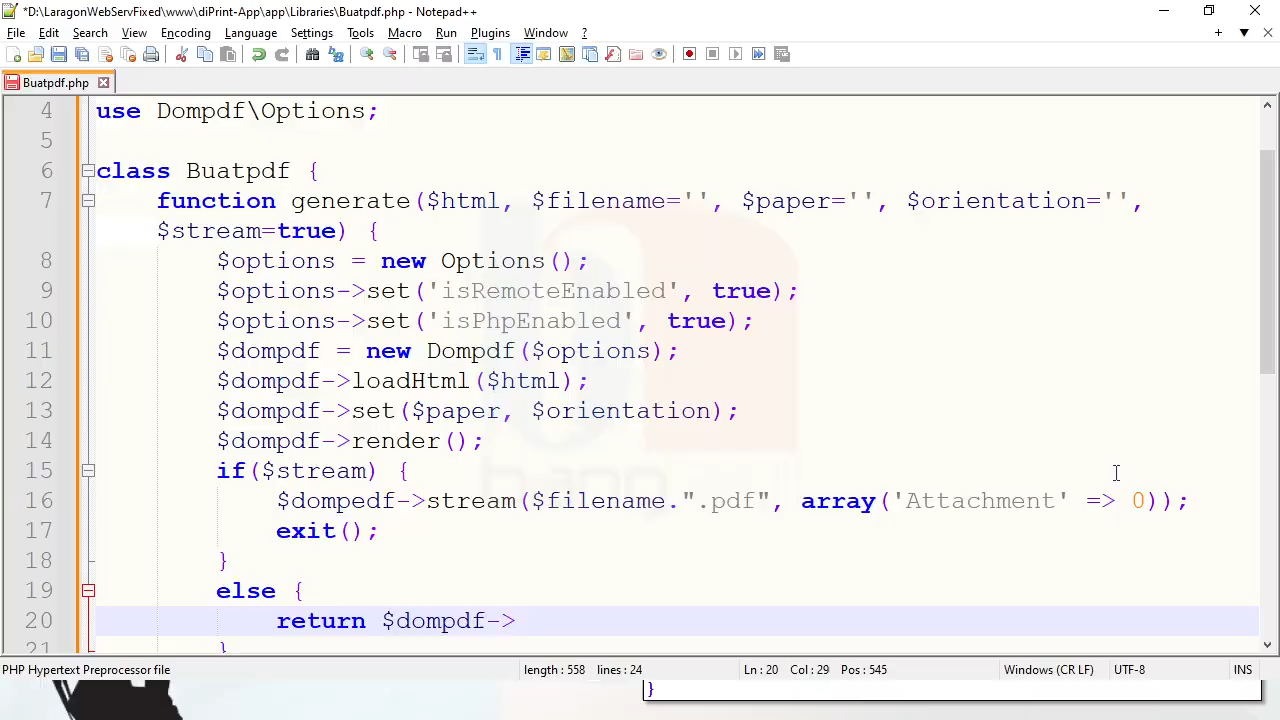 *D:\LaragonWebServFixed\www\diPrint-App\app\Libraries\Buatpdf.php - Notepad++
File Edit Search View Encoding Language Settings Tools Macro Run Plugins Window ?
Buatpdf.php
4 use Dompdf\Options;
5
6 class Buatpdf {
7 function generate($html, $filename='', $paper='', $orientation='',
$stream=true) {
8 $options = new Options();
9 $options->set('isRemoteEnabled', true);
10 $options->set('isPhpEnabled', true);
11 $dompdf = new Dompdf($options);
12 $dompdf->loadHtml($html);
13 $dompdf->set($paper, $orientation);
14 $dompdf->render();
15 if($stream) {
16 $dompedf->stream($filename.".pdf", array('Attachment' => 0));
17 exit();
18 }
19 else {
20 return $dompdf->
21 }
PHP Hypertext Preprocessor file length : 558 lines : 24 Ln : 20 Col : 29 Pos : 545 Windows (CR LF) UTF-8 INS
}